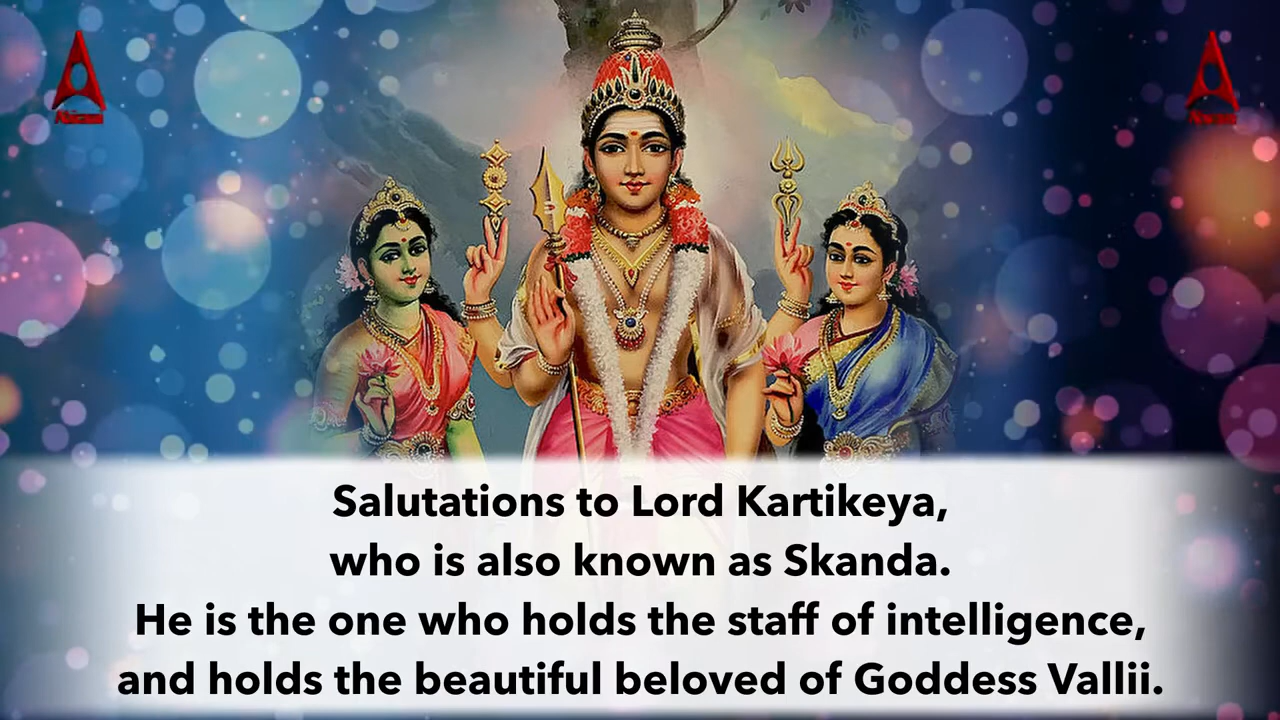 Salutations to Lord Kartikeya,
who is also known as Skanda.
He is the one who holds the staff of intelligence,
and holds the beautiful beloved of Goddess Vallii.